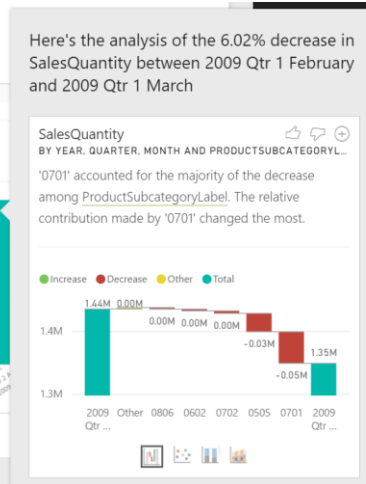 Here's the analysis of the 6.02% decrease in
SalesQuantity between 2009 Qtr 1 February
and 2009 Qtr 1 March
SalesQuantity
BY YEAR, QUARTER, MONTH AND PRODUCTSUBCATEGORYL...
'0701' accounted for the majority of the decrease
among ProductSubcategoryLabel. The relative
contribution made by '0701' changed the most.
Increase Decrease Other Total
1.44M 0.00M
0.00M 0.00M 0.00M
1.4M
-0.03M
1.35M
-0.05M
1.3M
2009 Other 0806 0602 0702 0505 0701 2009
Qtr ... Qtr ...